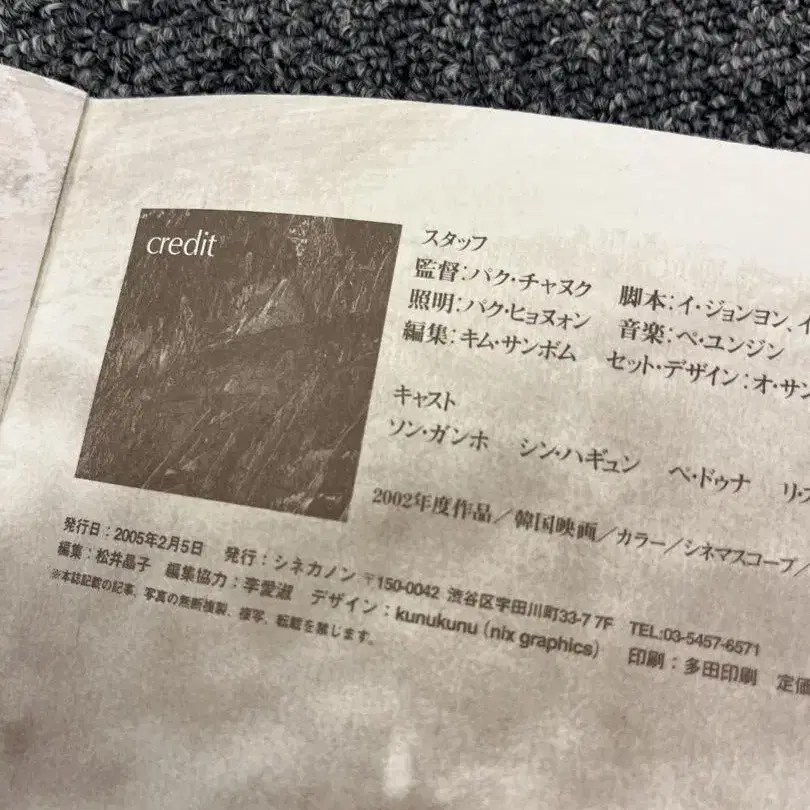 credit
スタッフ
監督:パク・チャヌク 脚本:イ・ジョンヨン、イ
照明:パク・ヒョヌォン 音楽:ペ・ユンジン
編集:キム・サンボム セット・デザイン:オ・サン
キャスト
ソン・ガンホ シン・ハギュン ペ・ドゥナ リ・ス
2002年度作品/韓国映画/カラー/シネマスコープ/
発行日:2005年2月5日 発行:シネカノン 〒150-0042 渋谷区宇田川町33-7 7F TEL:03-5457-6571
編集:松井晶子 編集協力:李愛淑 デザイン:kunukunu (nix graphics) 印刷:多田印刷 定価
※本誌記載の記事、写真の無断複製、複写、転載を禁じます。